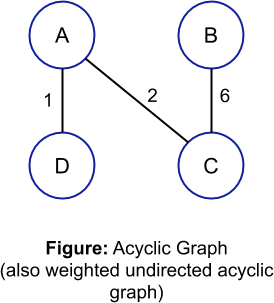 A B
1 2 6
D C
Figure: Acyclic Graph
(also weighted undirected acyclic
graph)